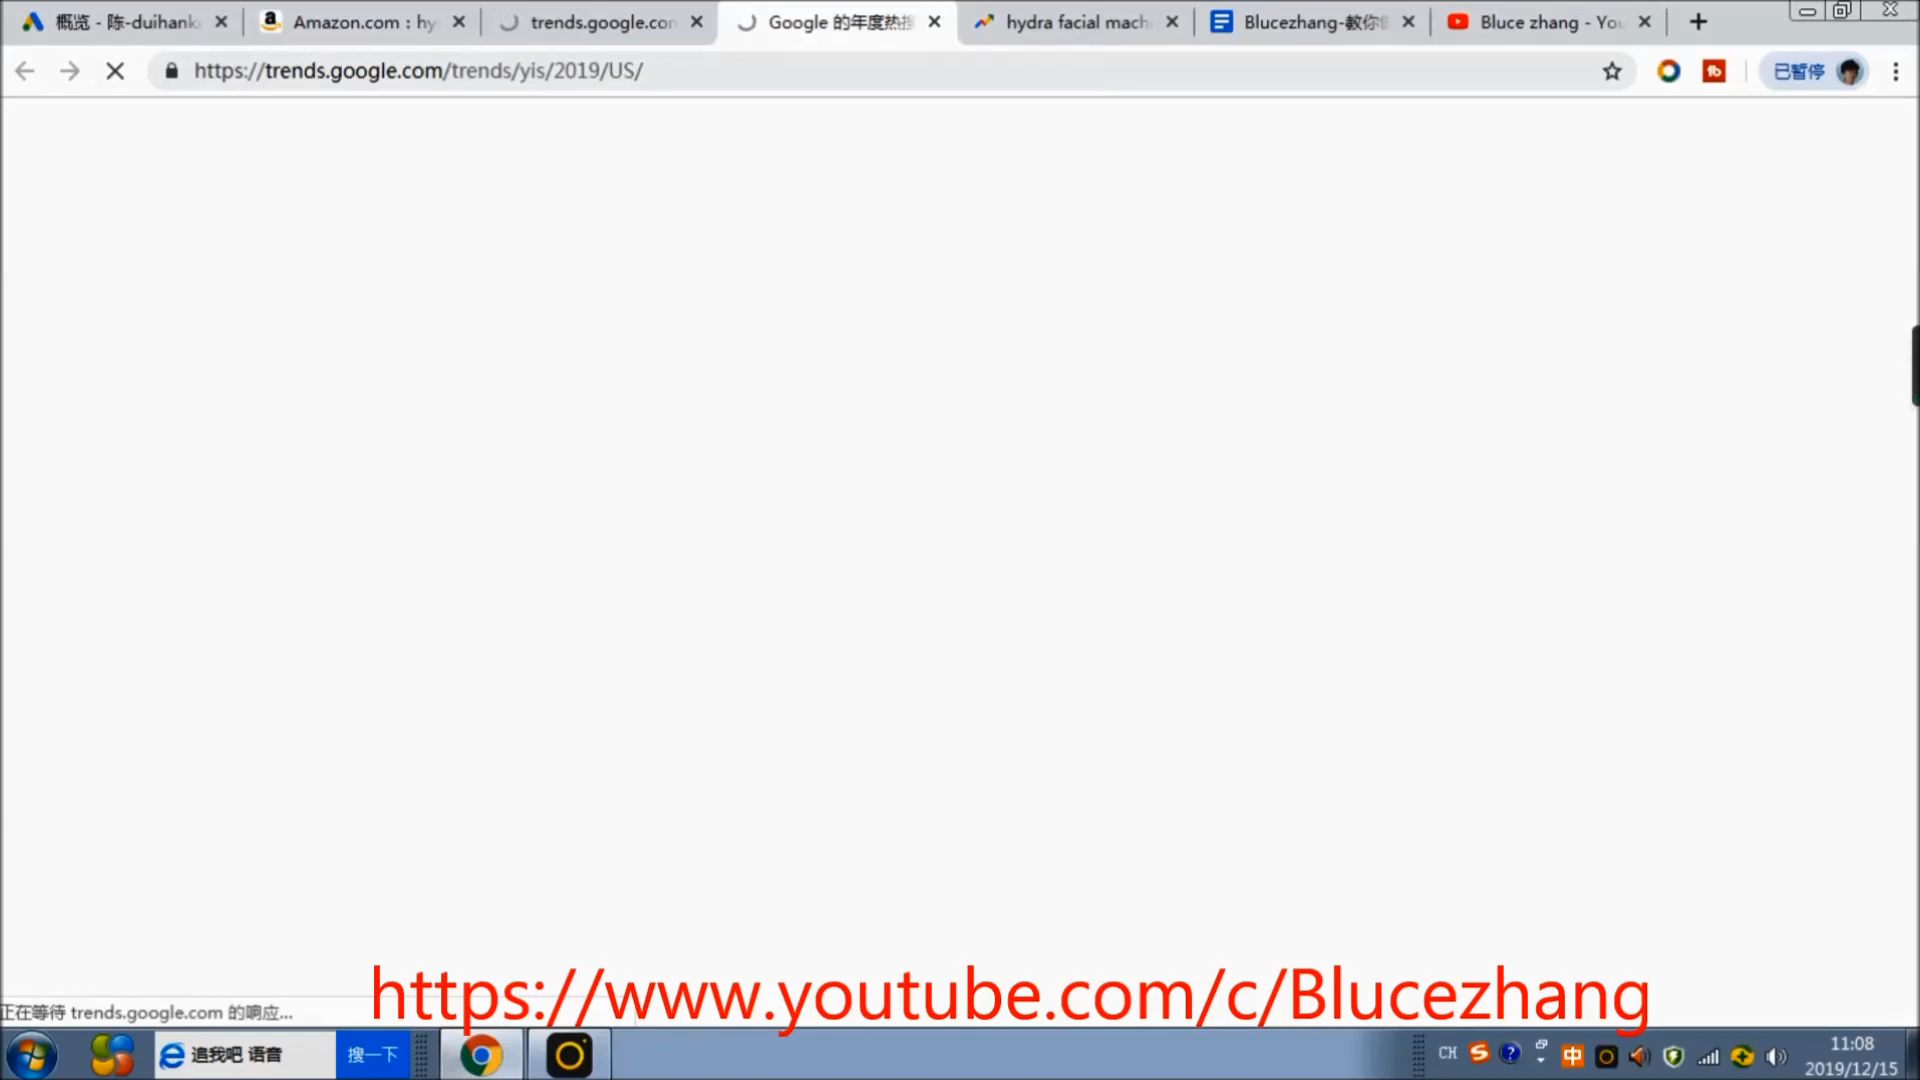 概览 - 陈-duihank
Amazon.com : hy
trends.google.con
Google 的年度热搜
hydra facial mach
Blucezhang-教你
Bluce zhang - You
https://trends.google.com/trends/yis/2019/US/
已暂停
https://www.youtube.com/c/Blucezhang
正在等待 trends.google.com 的响应...
追我吧 语音
搜一下
CH
中
11:08
2019/12/15